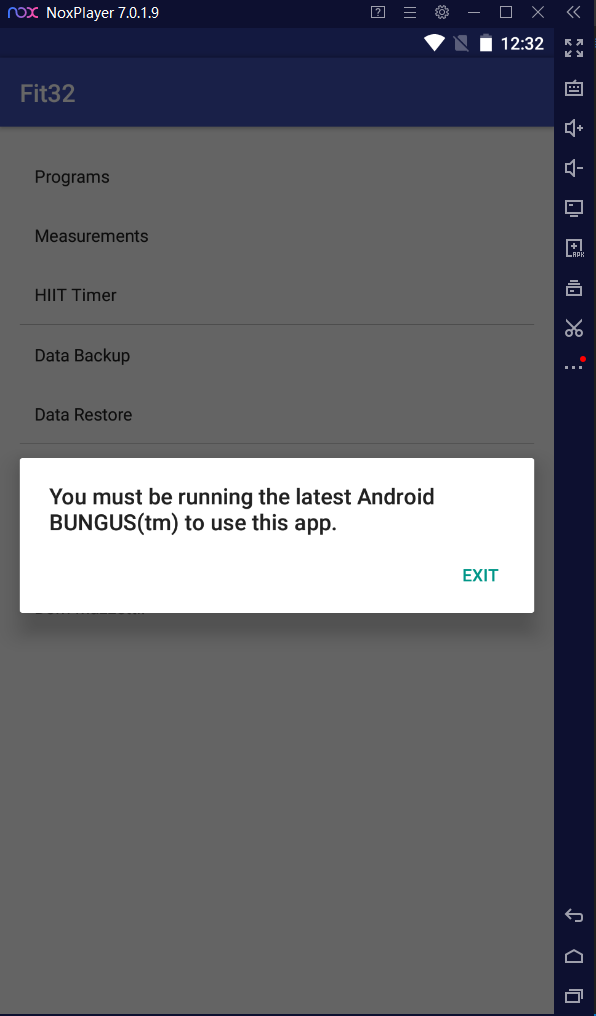 nox NoxPlayer 7.0.1.9
12:32
Fit32
Programs
Measurements
HIIT Timer
Data Backup
Data Restore
You must be running the latest Android
BUNGUS(tm) to use this app.
EXIT
APK